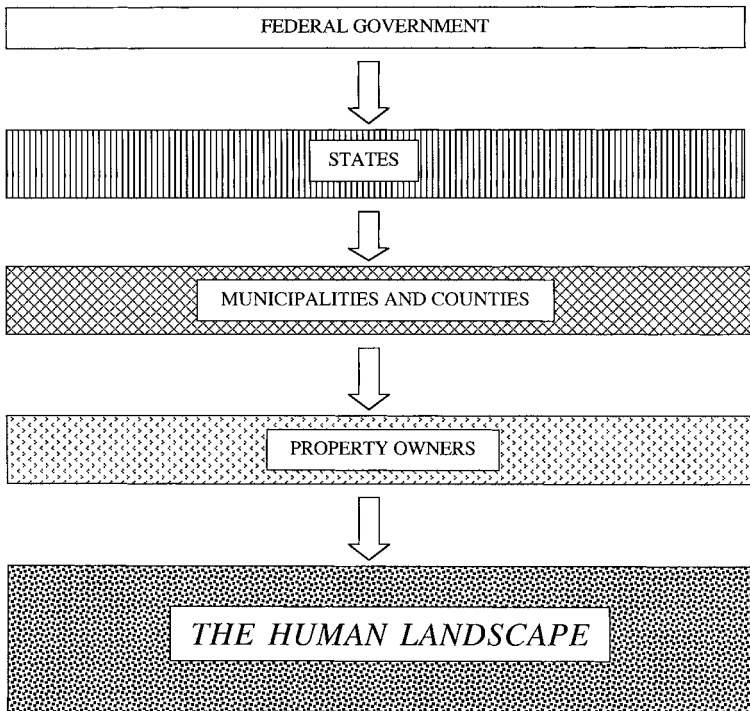 FEDERAL GOVERNMENT
STATES
MUNICIPALITIES AND COUNTIES
PROPERTY OWNERS
THE HUMAN LANDSCAPE